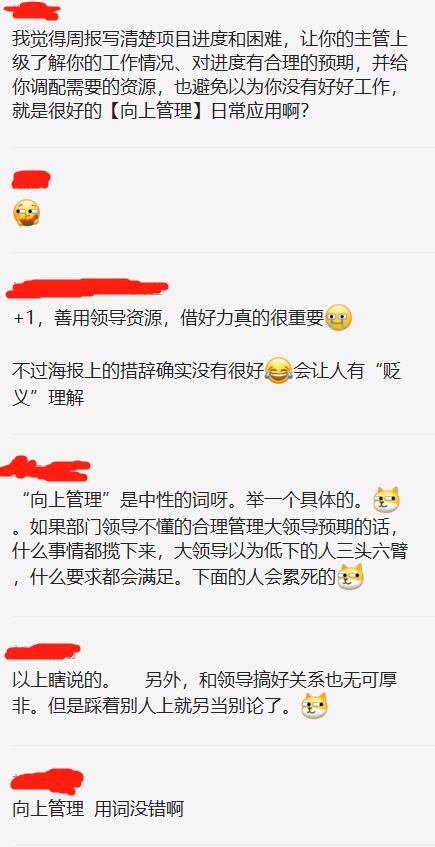 我觉得周报写清楚项目进度和困难，让你的主管上
级了解你的工作情况、对进度有合理的预期，并给
你调配需要的资源，也避免以为你没有好好工作，
就是很好的【向上管理】日常应用啊？
+1，善用领导资源，借好力真的很重要
不过海报上的措辞确实没有很好😂会让人有“贬
义”理解
“向上管理”是中性的词呀。举一个具体的。
。如果部门领导不懂的合理管理大领导预期的话，
什么事情都揽下来，大领导以为低下的人三头六臂
，什么要求都会满足。下面的人会累死的
以上瞎说的。 另外，和领导搞好关系也无可厚
非。但是踩着别人上就另当别论了。
向上管理 用词没错啊